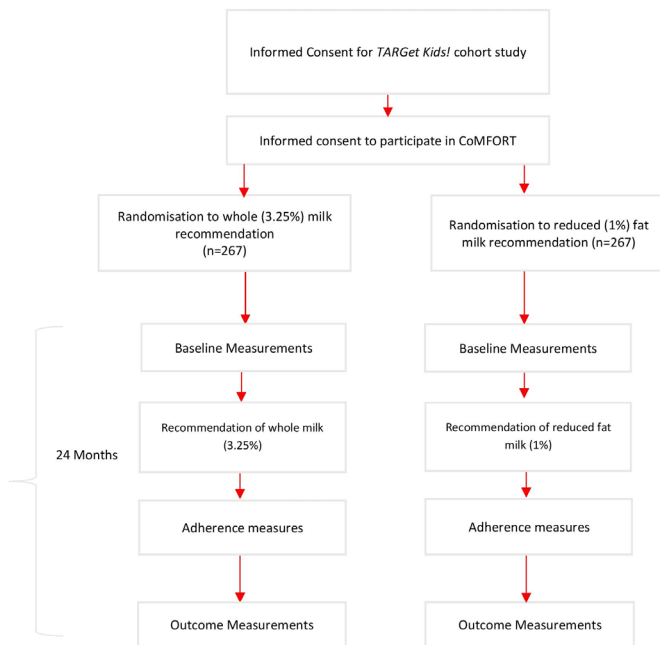 Informed Consent for TARGet Kids! cohort study
Informed consent to participate in CoMFORT
Randomisation to whole (3.25%) milk
recommendation
(n=267)
Randomisation to reduced (1%) fat
milk recommendation (n=267)
Baseline Measurements
Baseline Measurements
Recommendation of whole milk
(3.25%)
Recommendation of reduced fat
milk (1%)
24 Months
Adherence measures
Adherence measures
Outcome Measurements
Outcome Measurements